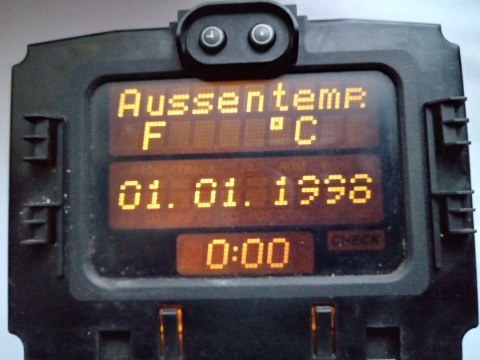 Aussentemp.
F °C
01.01.1998
0:00
CHECK